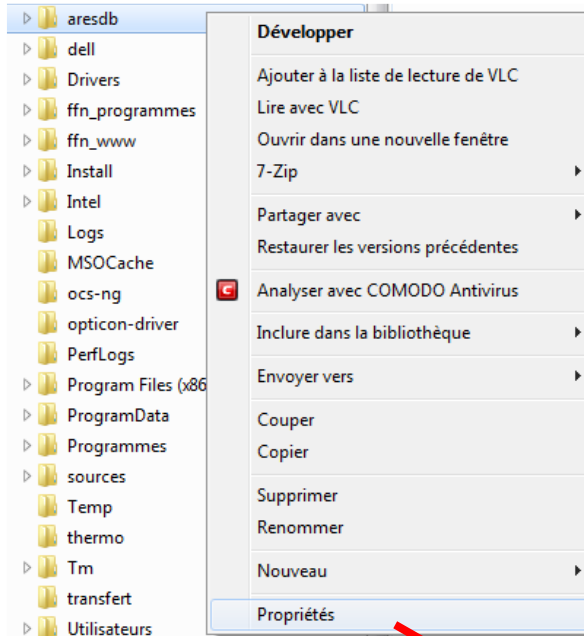 aresdb
dell
Drivers
ffn_programmes
ffn_www
Install
Intel
Logs
MSOCache
ocs-ng
opticon-driver
PerfLogs
Program Files (x86
ProgramData
Programmes
sources
Temp
thermo
Tm
transfert
Utilisateurs
Développer
Ajouter à la liste de lecture de VLC
Lire avec VLC
Ouvrir dans une nouvelle fenêtre
7-Zip
Partager avec
Restaurer les versions précédentes
Analyser avec COMODO Antivirus
Inclure dans la bibliothèque
Envoyer vers
Couper
Copier
Supprimer
Renommer
Nouveau
Propriétés